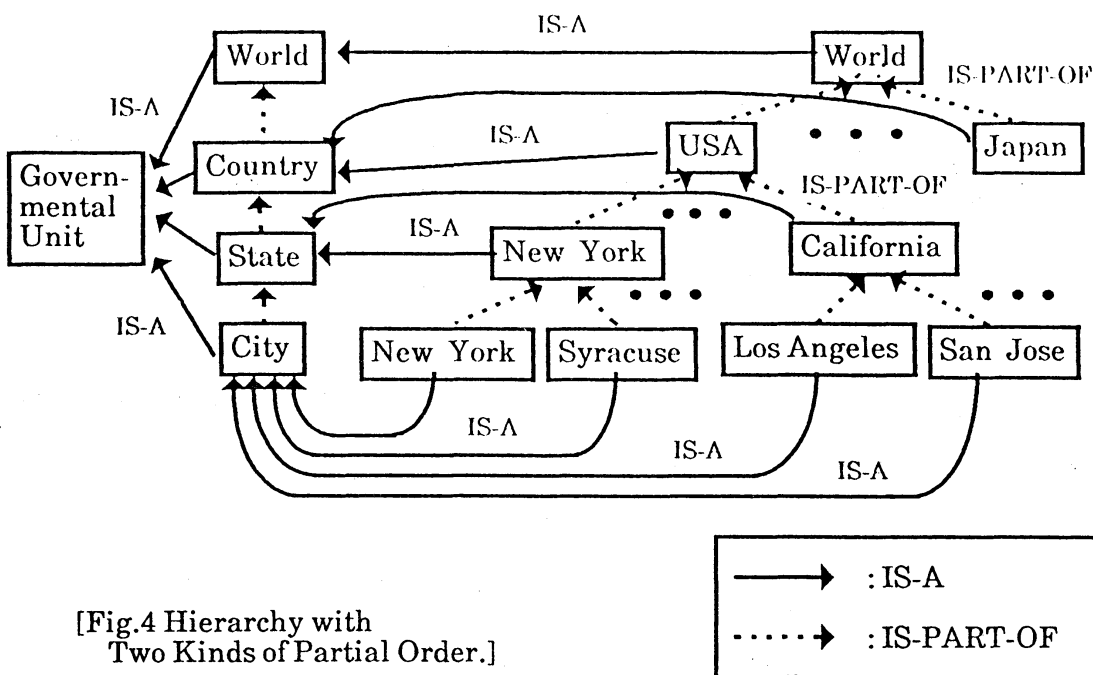 IS-A
World
World
IS-PART-OF
IS-A
IS-A
USA
Japan
Country
Govern-
mental
Unit
IS-PART-OF
IS-A
New York
California
State
IS-A
City
New York
Syracuse
Los Angeles
San Jose
IS-A
IS-A
IS-A
: IS-A
[Fig.4 Hierarchy with
Two Kinds of Partial Order.]
: IS-PART-OF